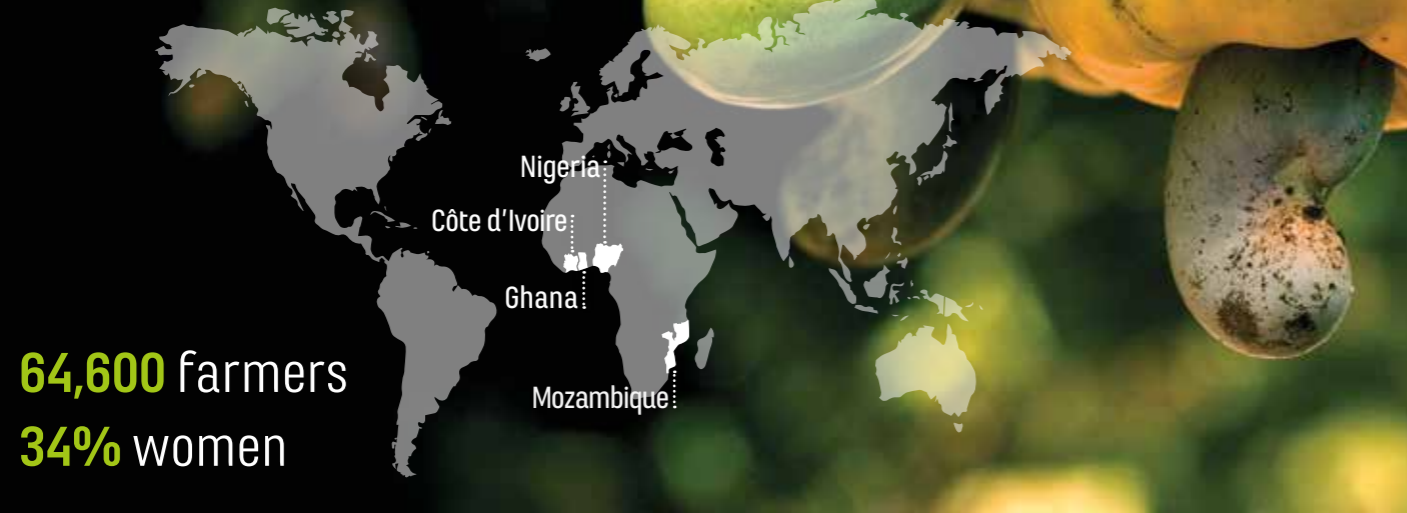 Nigeria
Côte d'Ivoire
Ghana
Mozambique
64,600 farmers
34% women